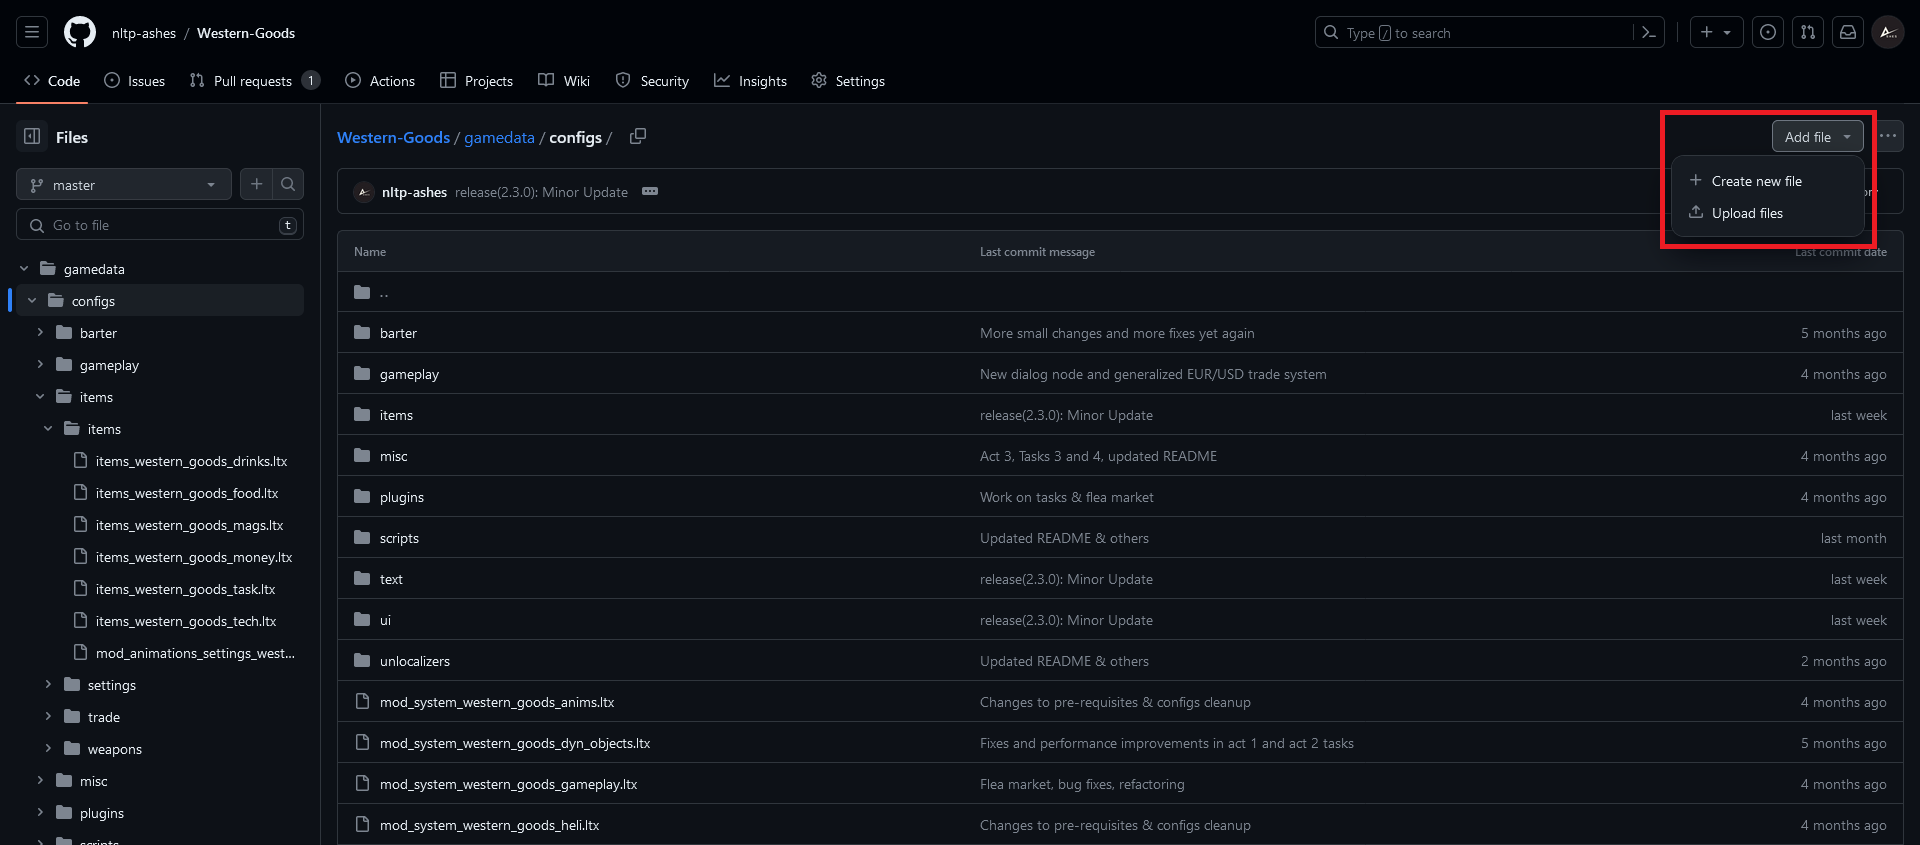 nltp-ashes / Western-Goods
Type / to search
Code
Issues
Pull requests 1
Actions
Projects
Wiki
Security
Insights
Settings
Files
master
Go to file
t
gamedata
configs
barter
gameplay
items
items
items_western_goods_drinks.ltx
items_western_goods_food.ltx
items_western_goods_mags.ltx
items_western_goods_money.ltx
items_western_goods_task.ltx
items_western_goods_tech.ltx
mod_animations_settings_west...
settings
trade
weapons
misc
plugins
scripts
Western-Goods / gamedata / configs /
Add file
Create new file
Upload files
nltp-ashes release(2.3.0): Minor Update
Name Last commit message Last commit date
..
barter More small changes and more fixes yet again 5 months ago
gameplay New dialog node and generalized EUR/USD trade system 4 months ago
items release(2.3.0): Minor Update last week
misc Act 3, Tasks 3 and 4, updated README 4 months ago
plugins Work on tasks & flea market 4 months ago
scripts Updated README & others last month
text release(2.3.0): Minor Update last week
ui release(2.3.0): Minor Update last week
unlocalizers Updated README & others 2 months ago
mod_system_western_goods_anims.ltx Changes to pre-requisites & configs cleanup 4 months ago
mod_system_western_goods_dyn_objects.ltx Fixes and performance improvements in act 1 and act 2 tasks 5 months ago
mod_system_western_goods_gameplay.ltx Flea market, bug fixes, refactoring 4 months ago
mod_system_western_goods_heli.ltx Changes to pre-requisites & configs cleanup 4 months ago